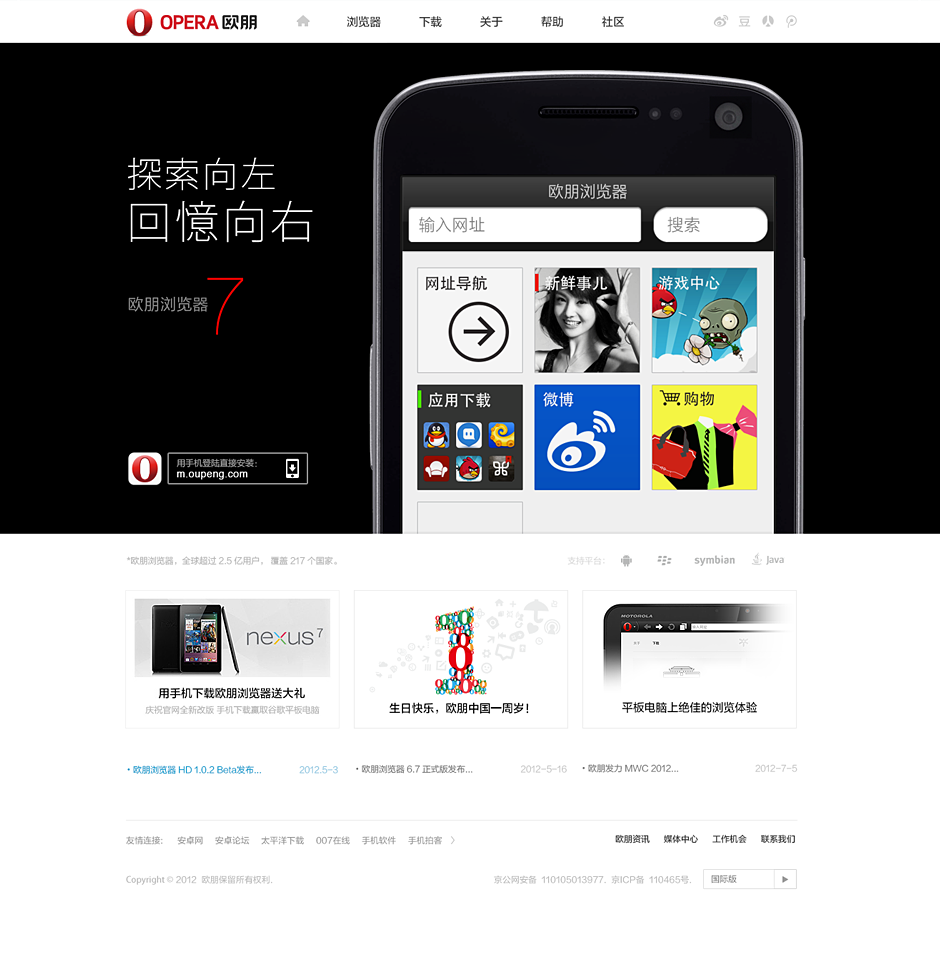 OPERA 欧朋
浏览器 下载 关于 帮助 社区
豆
探索向左
回憶向右
欧朋浏览器 7
用手机登陆直接安装:
m.oupeng.com
欧朋浏览器
输入网址 搜索
网址导航 新鲜事儿 游戏中心
应用下载 微博 购物
*欧朋浏览器，全球超过 2.5 亿用户， 覆盖 217 个国家。
支持平台: symbian Java
nexus 7
用手机下载欧朋浏览器送大礼
庆祝官网全新改版 手机下载赢取谷歌平板电脑
生日快乐，欧朋中国一周岁！
MOTOROLA
平板电脑上绝佳的浏览体验
· 欧朋浏览器 HD 1.0.2 Beta发布... 2012.5-3
· 欧朋浏览器 6.7 正式版发布... 2012-5-16
· 欧朋发力 MWC 2012... 2012-7-5
友情连接: 安卓网 安卓论坛 太平洋下载 007在线 手机软件 手机拍客
欧朋资讯 媒体中心 工作机会 联系我们
Copyright © 2012 欧朋保留所有权利.
京公网安备 110105013977. 京ICP备 110465号.
国际版